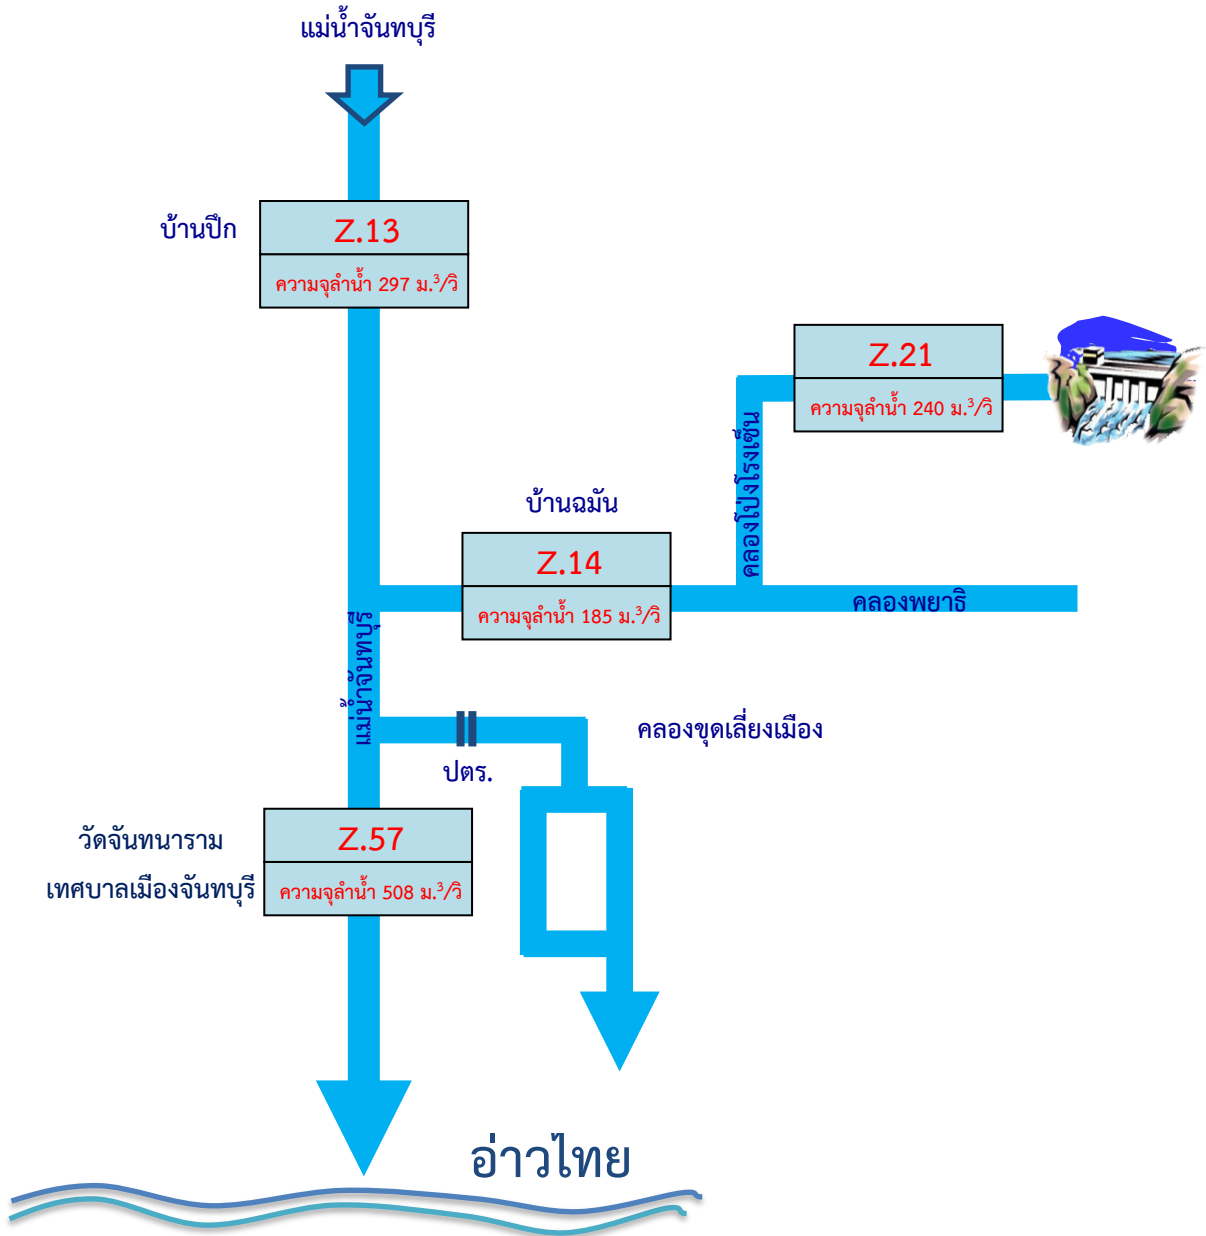 แม่น้ำจันทบุรี
บ้านปึก
Z.13
ความจุลำน้ำ 297 ม.³/วิ
Z.21
ความจุลำน้ำ 240 ม.³/วิ
คลองโป่งโรงเซ็น
บ้านฉมัน
Z.14
ความจุลำน้ำ 185 ม.³/วิ
คลองพยาธิ
แม่น้ำจันทบุรี
คลองขุดเลี่ยงเมือง
ปตร.
วัดจันทนาราม
เทศบาลเมืองจันทบุรี
Z.57
ความจุลำน้ำ 508 ม.³/วิ
อ่าวไทย